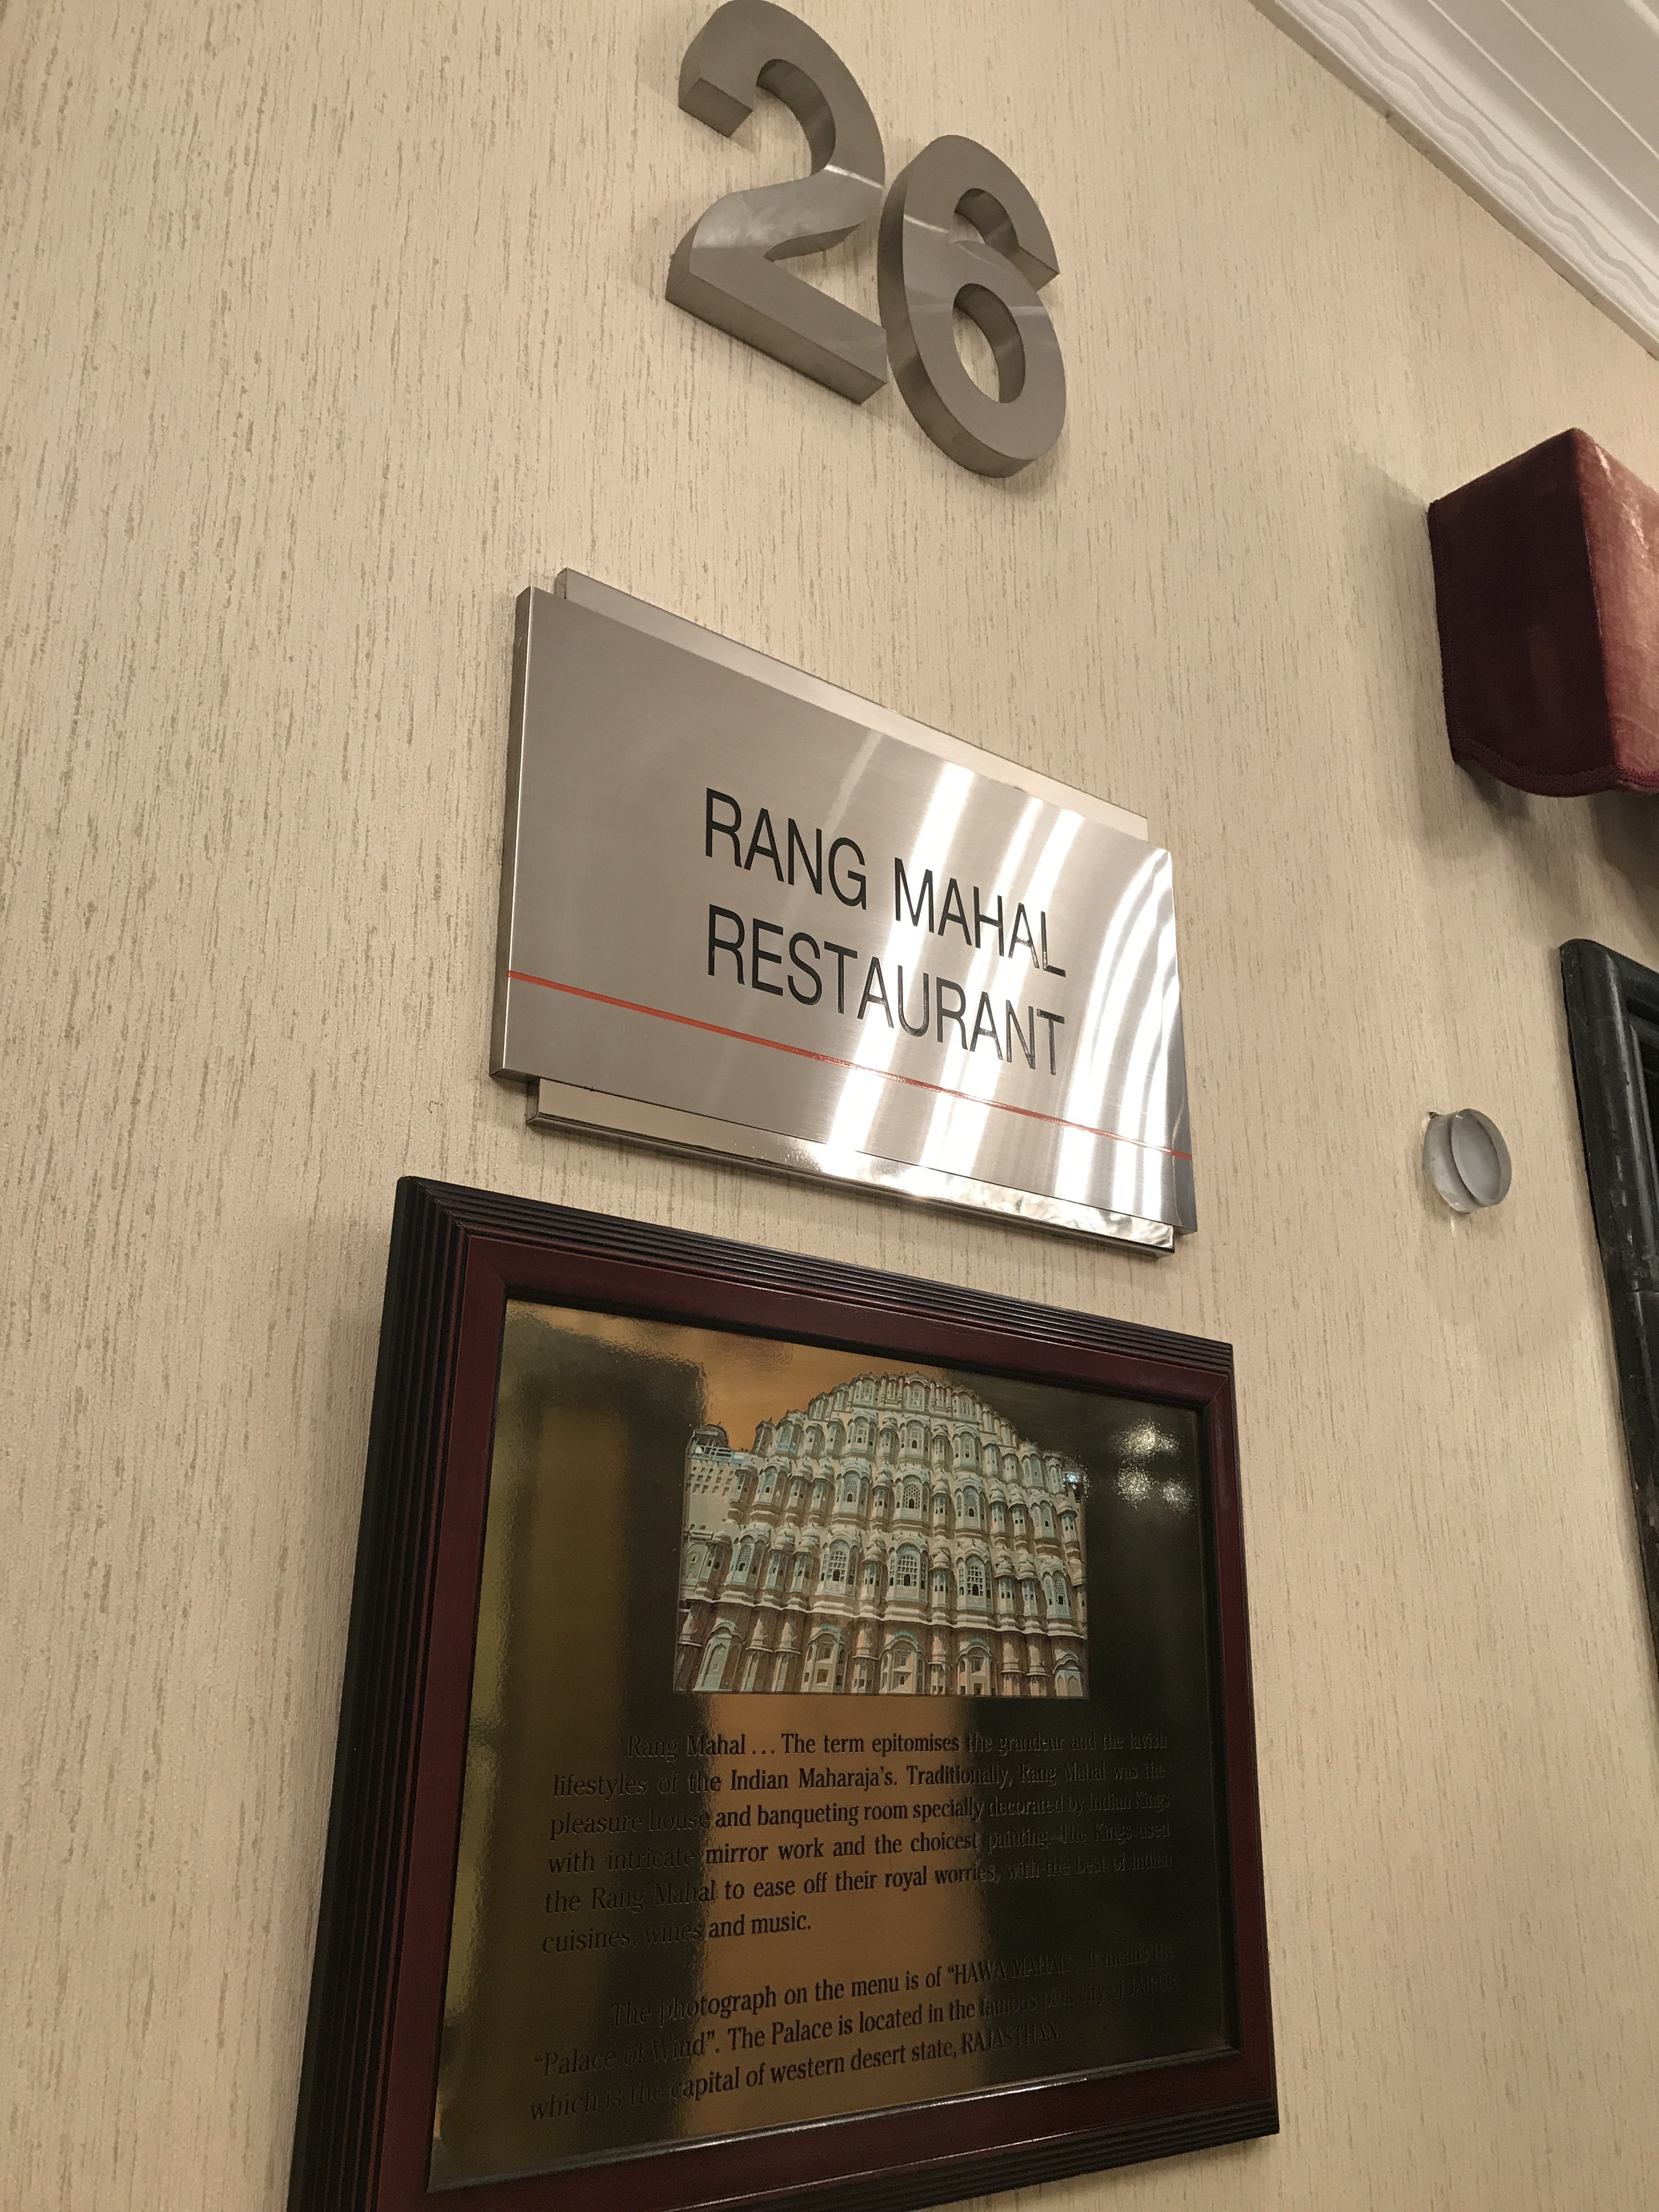 26
RANG MAHAL
RESTAURANT
Rang Mahal ... The term epitomises the grandeur and the lavish
lifestyles of the Indian Maharaja's. Traditionally, Rang Mahal was the
pleasure house and banqueting room specially decorated by Indian Kings
with intricate mirror work and the choicest painting. The Kings used
the Rang Mahal to ease off their royal worries, with the best of Indian
cuisines, wines and music.
The photograph on the menu is of "HAWA MAHAL". It means the
"Palace of Wind". The Palace is located in the famous pink city of JAIPUR
which is the capital of western desert state, RAJASTHAN